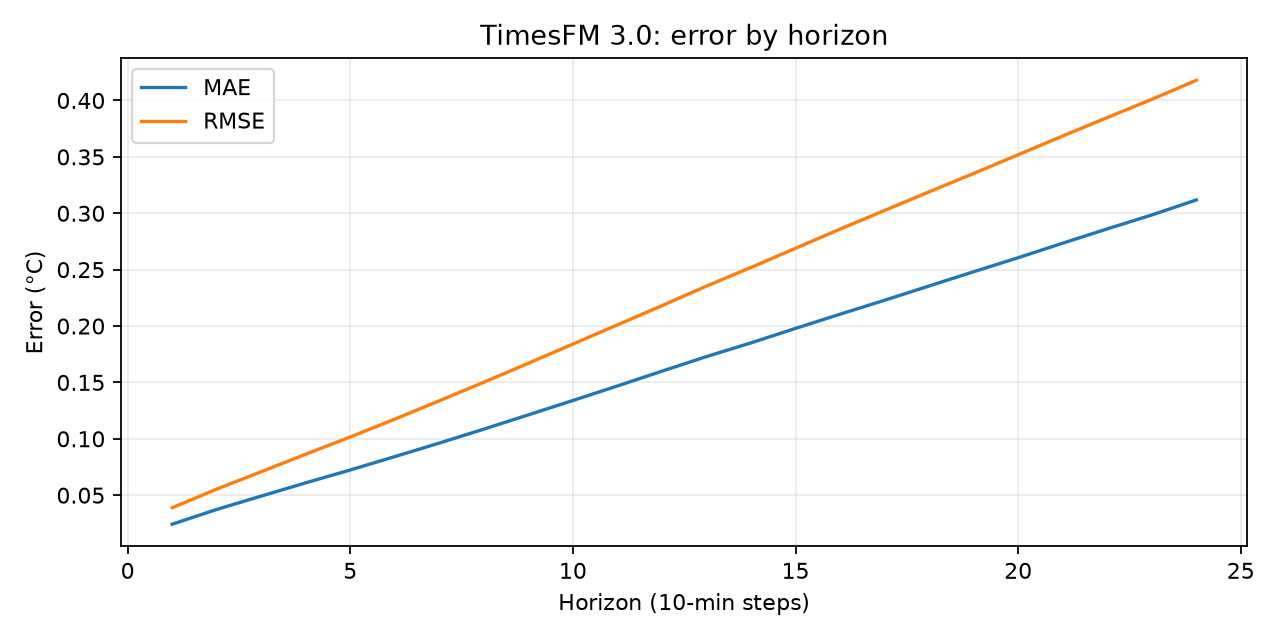 TimesFM 3.0: error by horizon
MAE
RMSE
0.40
0.35
0.30
0.25
0.20
0.15
0.10
0.05
Error (°C)
0 5 10 15 20 25
Horizon (10-min steps)